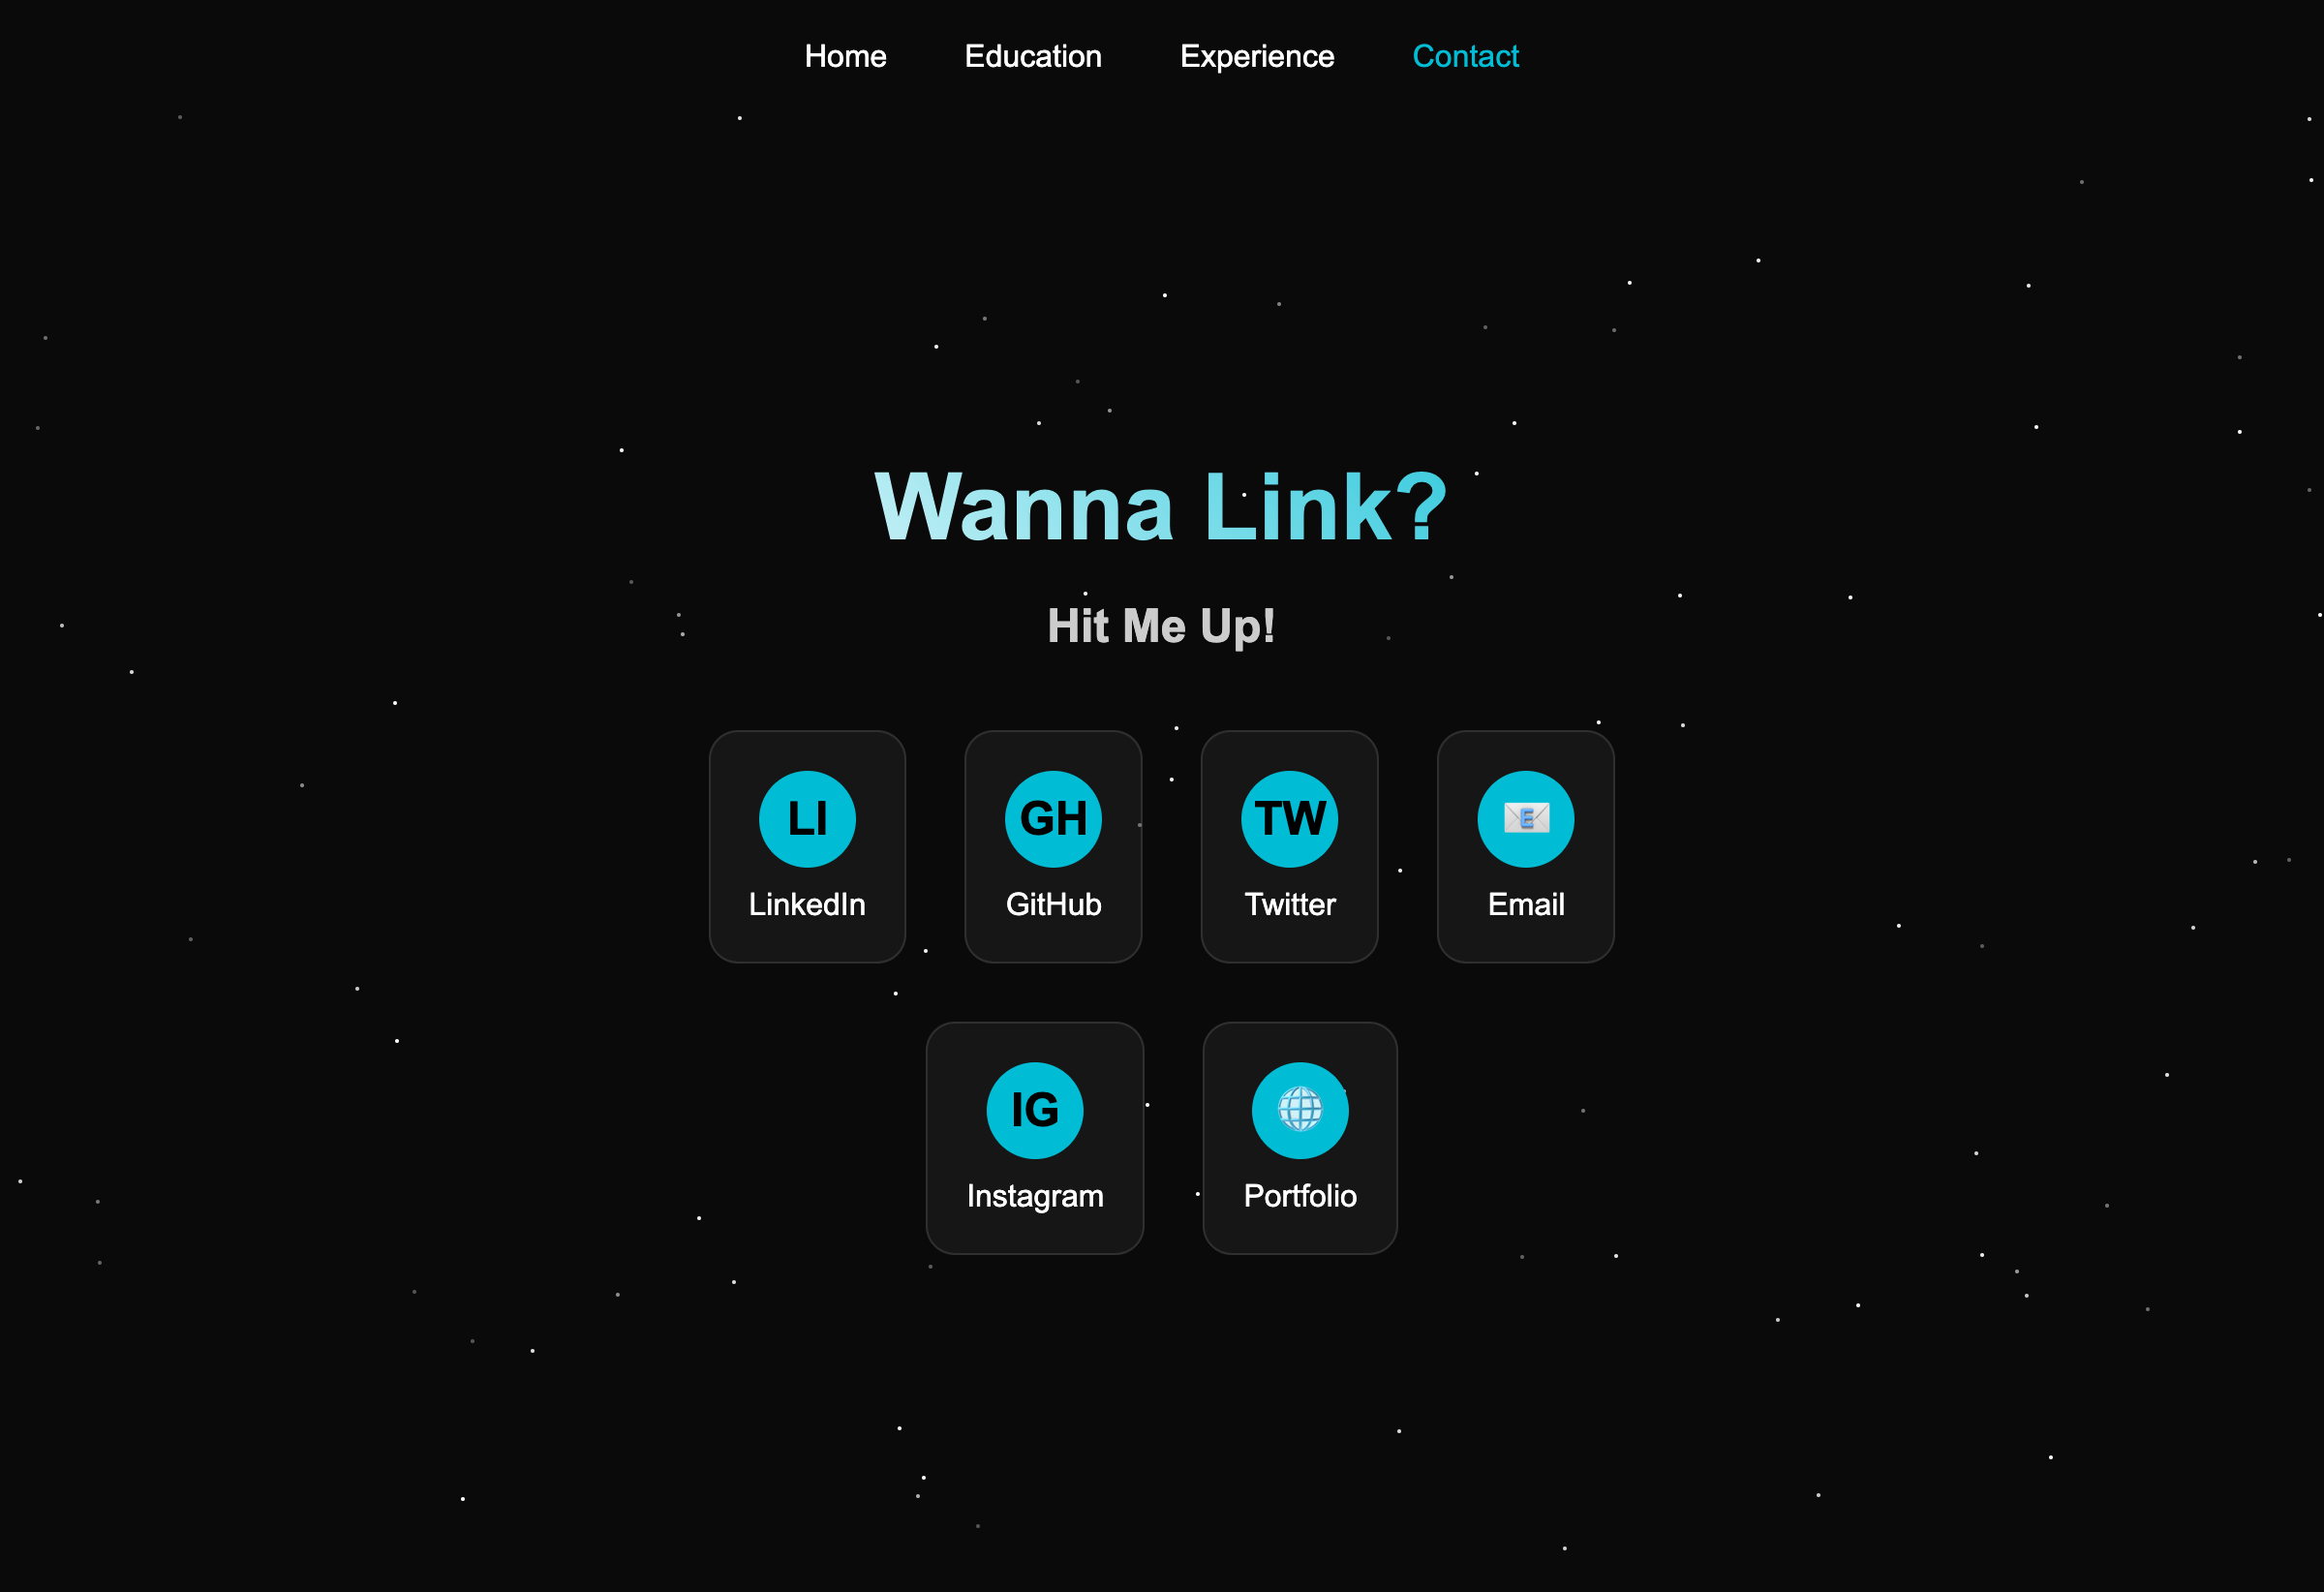 Home Education Experience Contact
Wanna Link?
Hit Me Up!
LI GH TW E
LinkedIn GitHub Twitter Email
IG
Instagram Portfolio